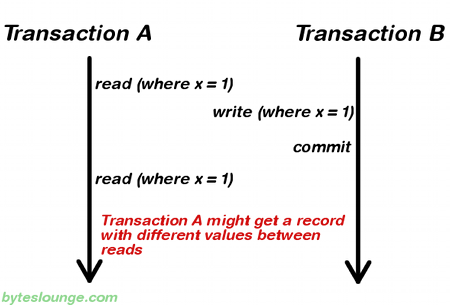 Transaction A
Transaction B
read (where x = 1)
write (where x = 1)
commit
read (where x = 1)
Transaction A might get a record
with different values between
reads
byteslounge.com